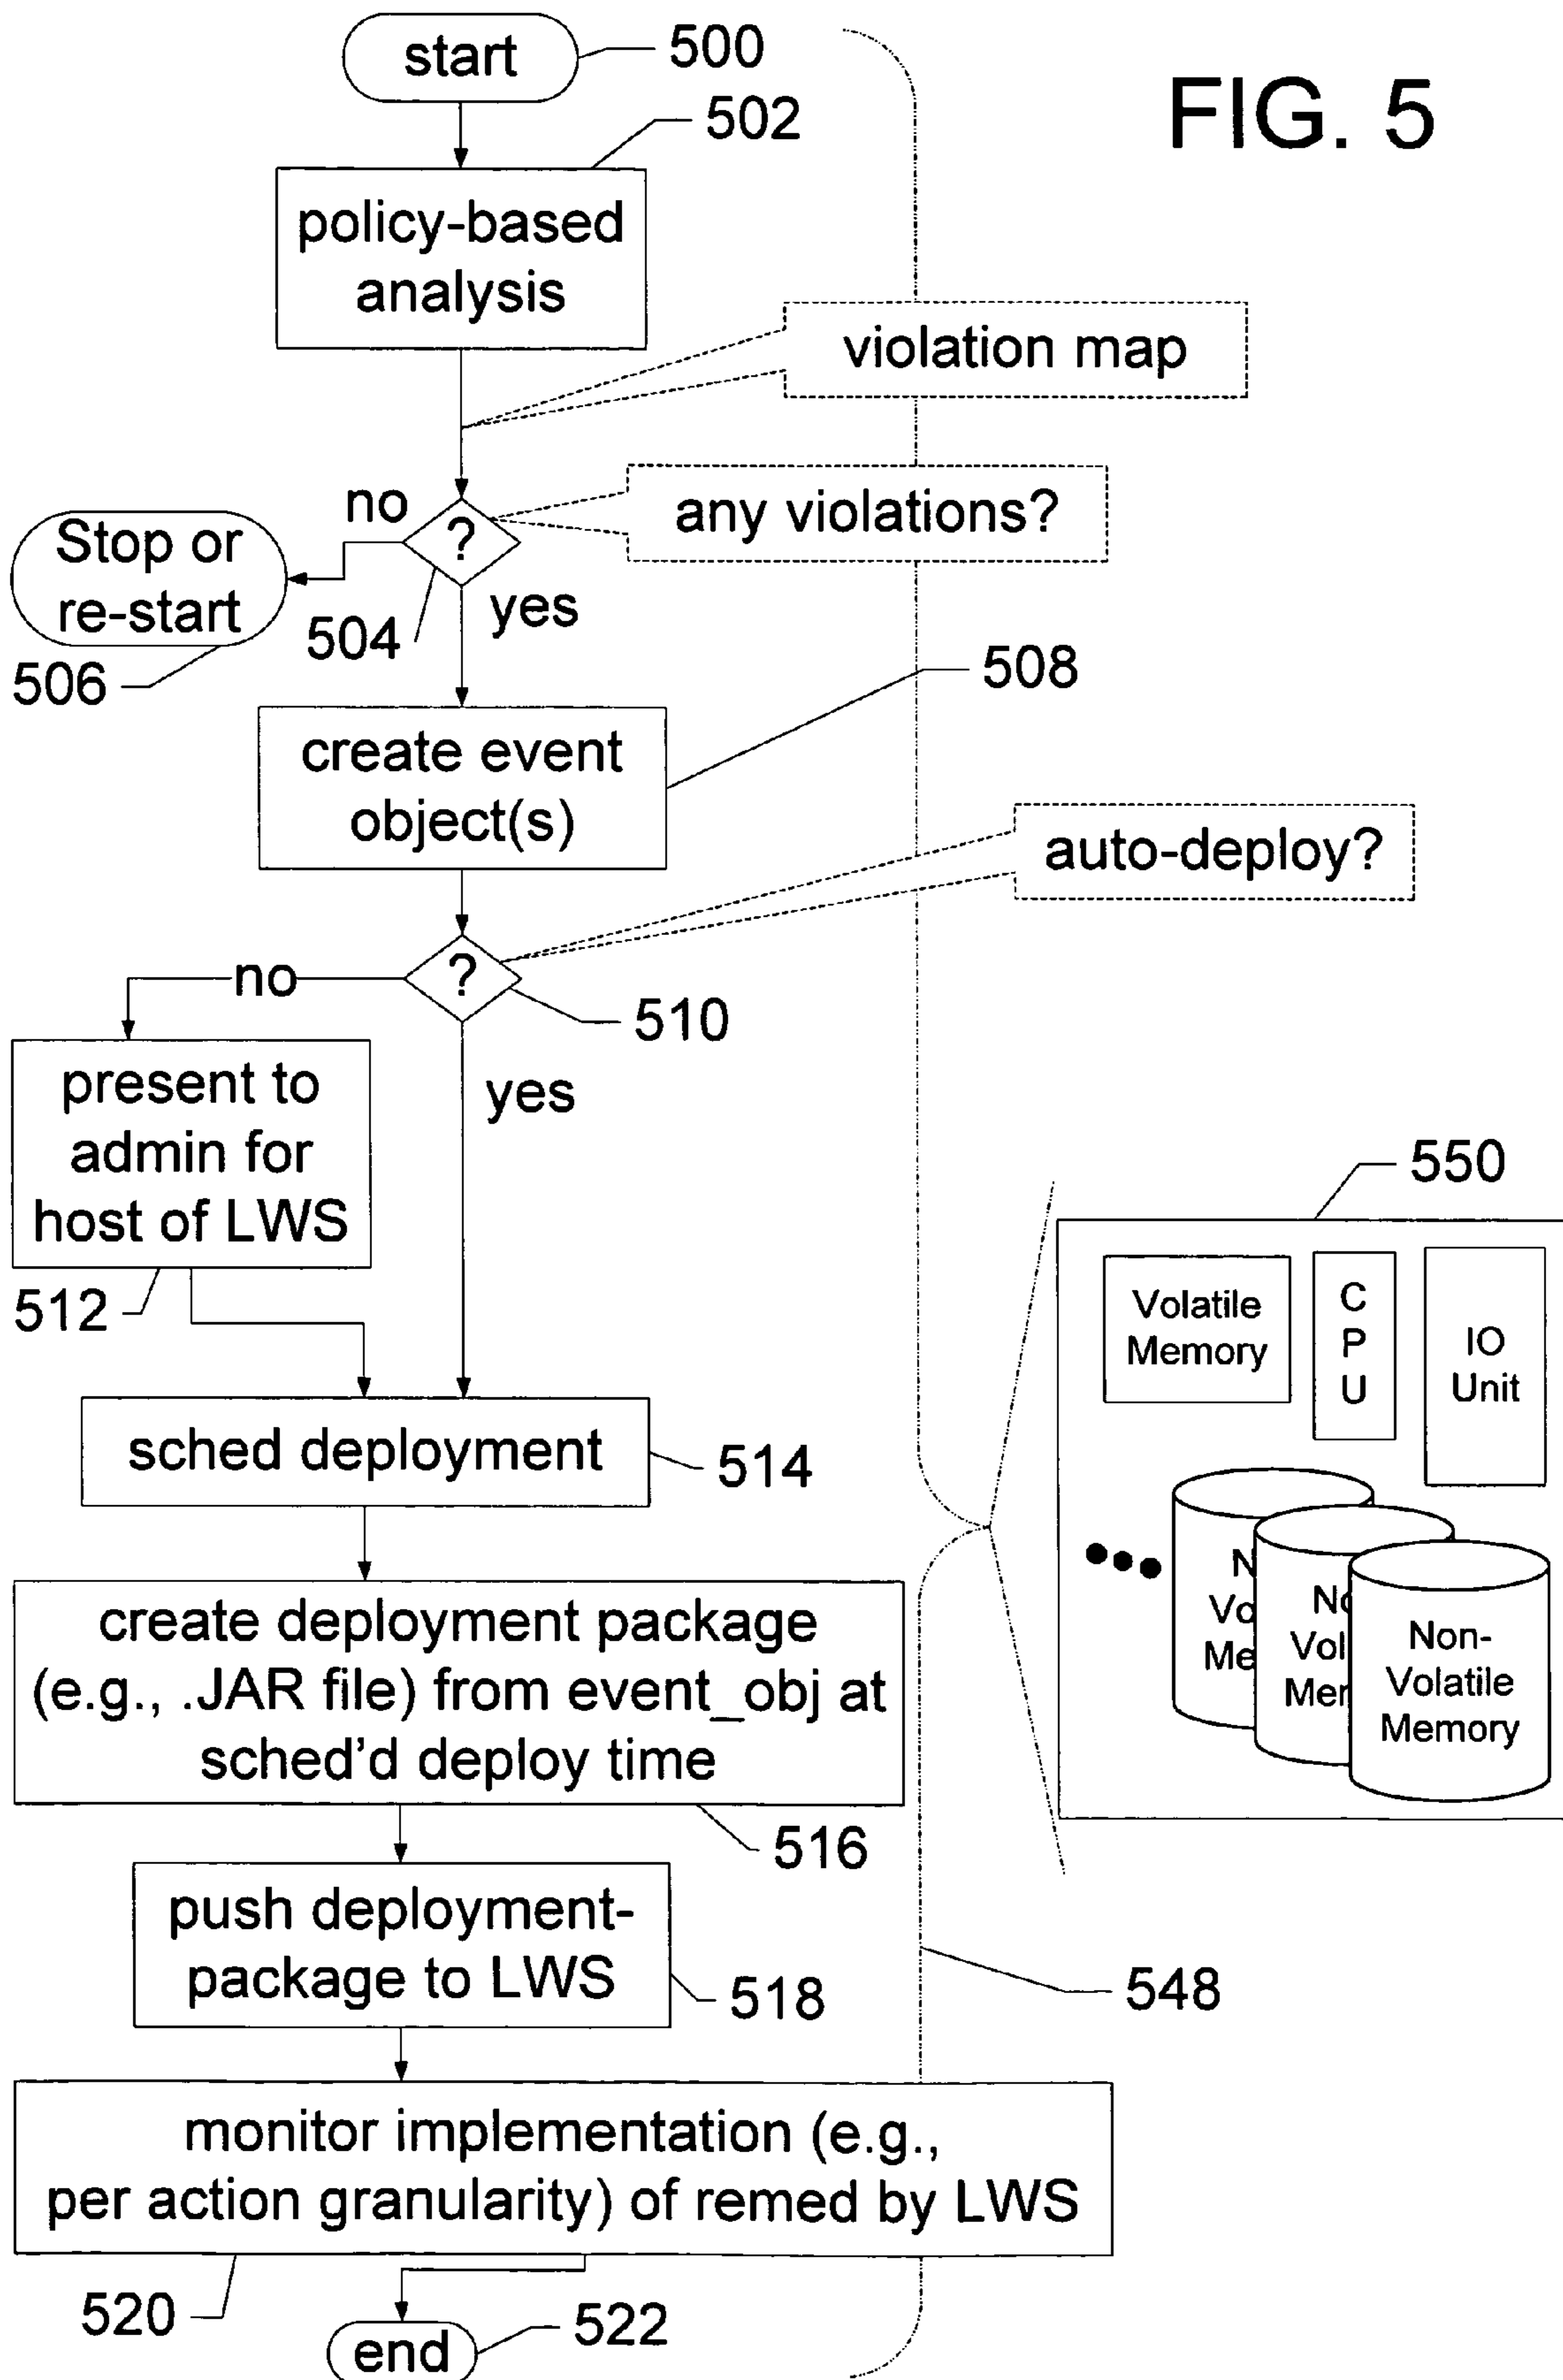 FIG. 5
start
500
502
policy-based
analysis
violation map
no
?
any violations?
Stop or
re-start
504
yes
506
508
create event
object(s)
auto-deploy?
no
?
510
present to
admin for
host of LWS
yes
512
sched deployment
514
create deployment package
(e.g., .JAR file) from event_obj at
sched'd deploy time
516
push deployment-
package to LWS
518
548
monitor implementation (e.g.,
per action granularity) of remed by LWS
520
end
522
550
Volatile
Memory
C
P
U
IO
Unit
Non-
Volatile
Memory